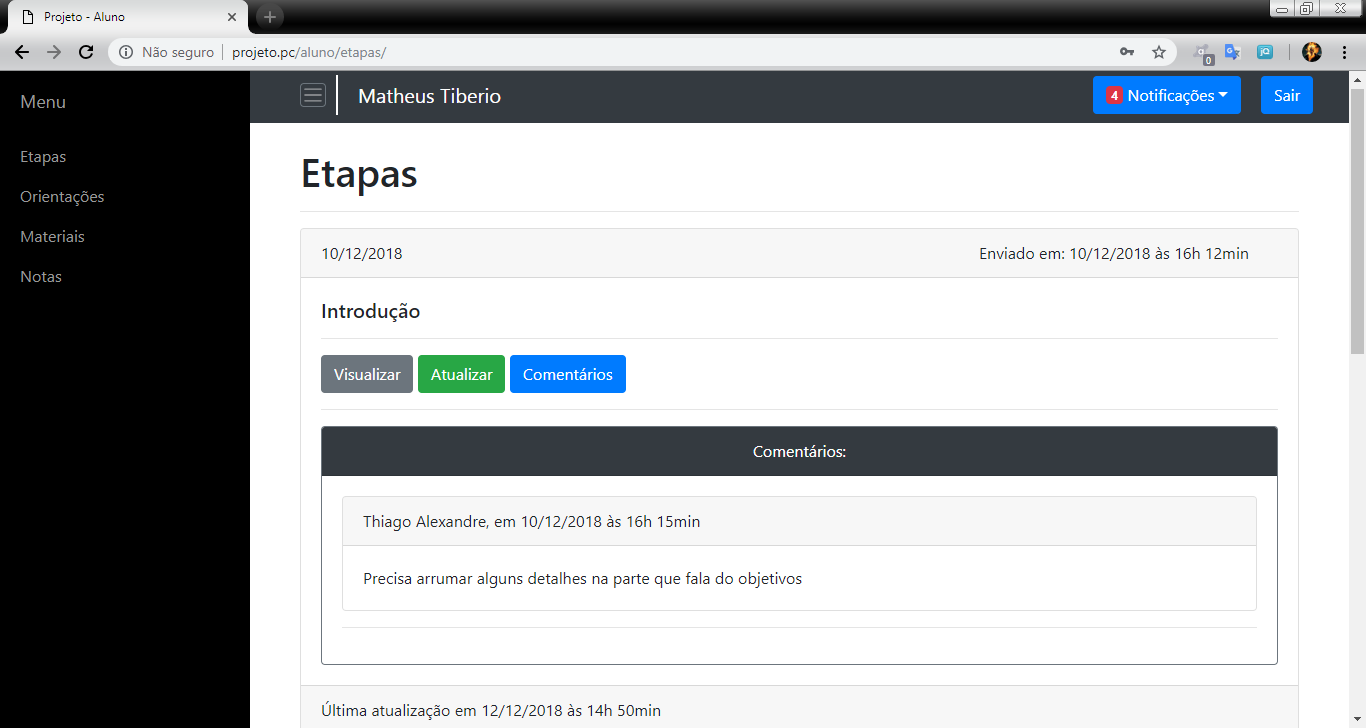 Projeto - Aluno
Não seguro | projeto.pc/aluno/etapas/
0
Menu
Matheus Tiberio
4 Notificações
Sair
Etapas
Orientações
Materiais
Notas
Etapas
10/12/2018
Enviado em: 10/12/2018 às 16h 12min
Introdução
Visualizar
Atualizar
Comentários
Comentários:
Thiago Alexandre, em 10/12/2018 às 16h 15min
Precisa arrumar alguns detalhes na parte que fala do objetivos
Última atualização em 12/12/2018 às 14h 50min